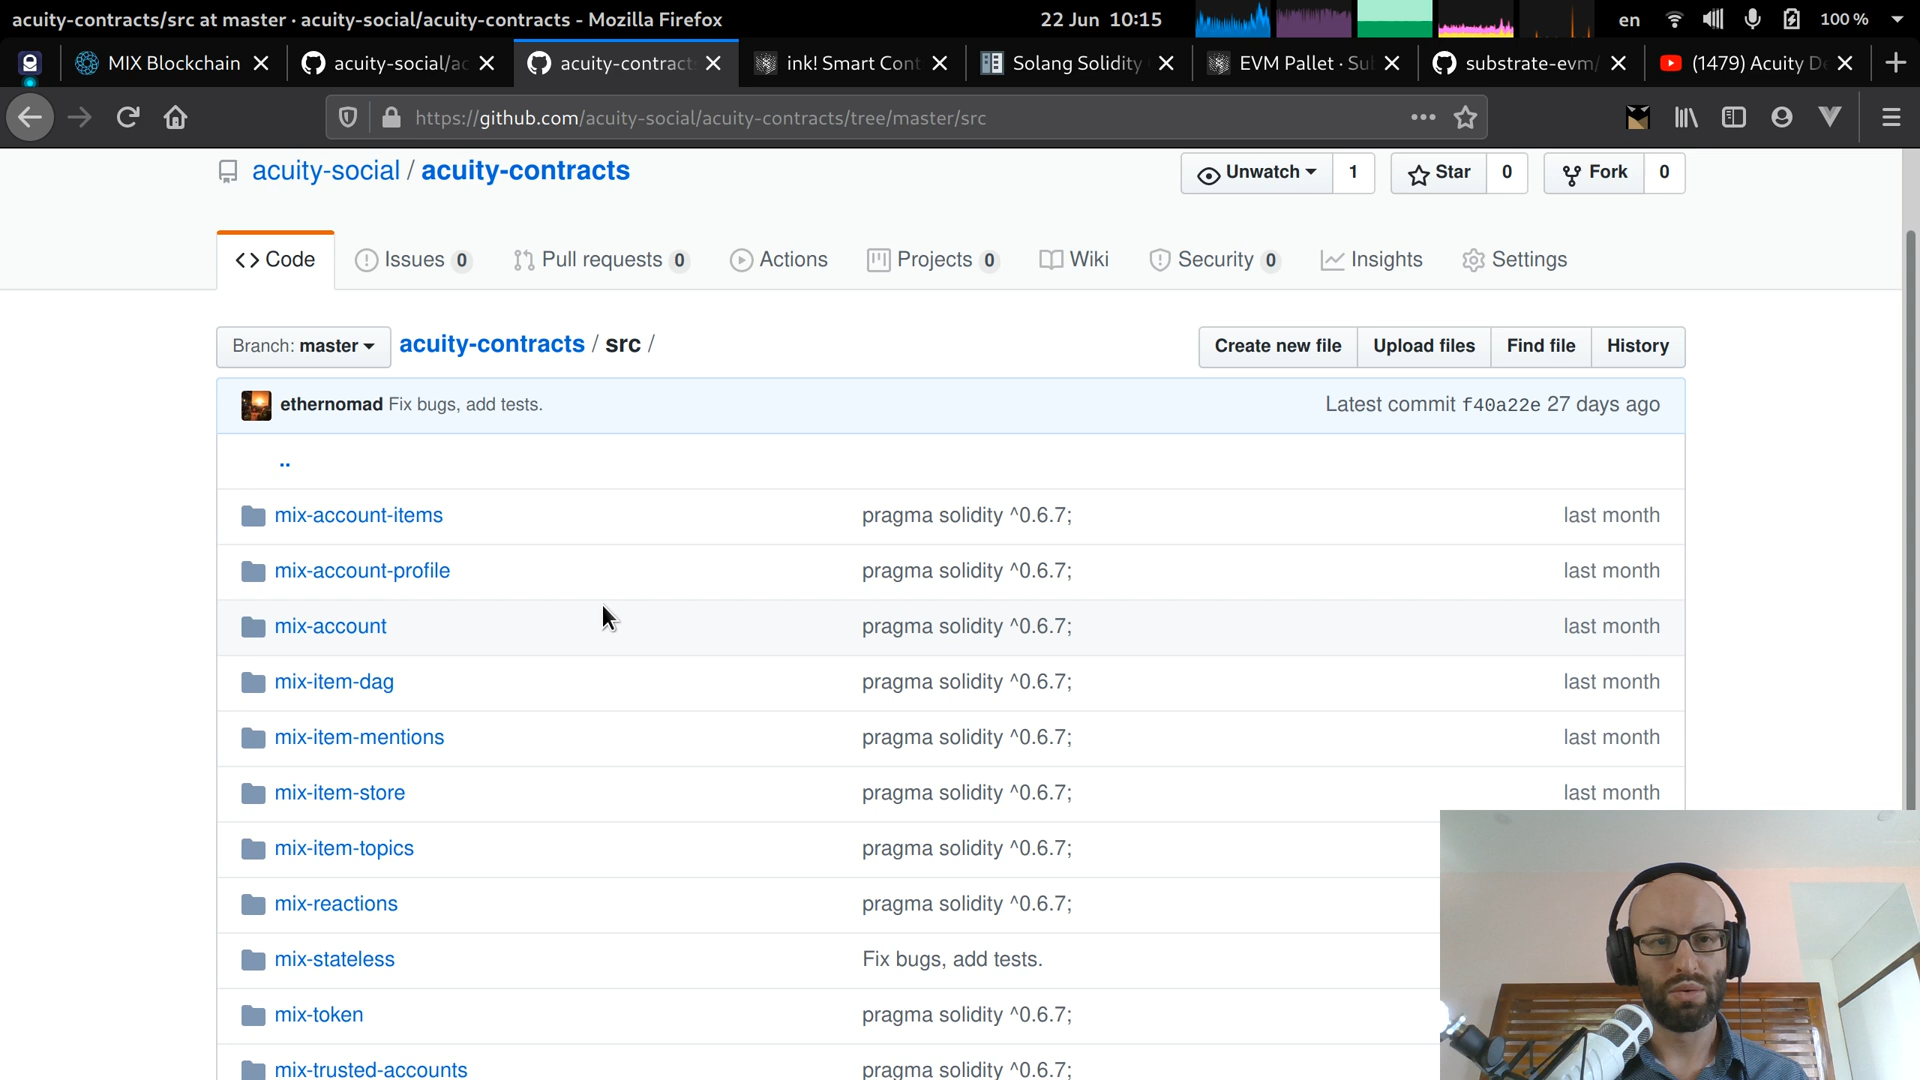 acuity-contracts/src at master · acuity-social/acuity-contracts - Mozilla Firefox
22 Jun 10:15
en
100 %
MIX Blockchain
acuity-social/ac
acuity-contract
ink! Smart Cont
Solang Solidity
EVM Pallet · Su
substrate-evm/
(1479) Acuity De
https://github.com/acuity-social/acuity-contracts/tree/master/src
acuity-social / acuity-contracts
Unwatch 1
Star 0
Fork 0
Code
Issues 0
Pull requests 0
Actions
Projects 0
Wiki
Security 0
Insights
Settings
Branch: master
acuity-contracts / src /
Create new file
Upload files
Find file
History
ethernomad Fix bugs, add tests.
Latest commit f40a22e 27 days ago
..
mix-account-items pragma solidity ^0.6.7; last month
mix-account-profile pragma solidity ^0.6.7; last month
mix-account pragma solidity ^0.6.7; last month
mix-item-dag pragma solidity ^0.6.7; last month
mix-item-mentions pragma solidity ^0.6.7; last month
mix-item-store pragma solidity ^0.6.7; last month
mix-item-topics pragma solidity ^0.6.7;
mix-reactions pragma solidity ^0.6.7;
mix-stateless Fix bugs, add tests.
mix-token pragma solidity ^0.6.7;
mix-trusted-accounts pragma solidity ^0.6.7;